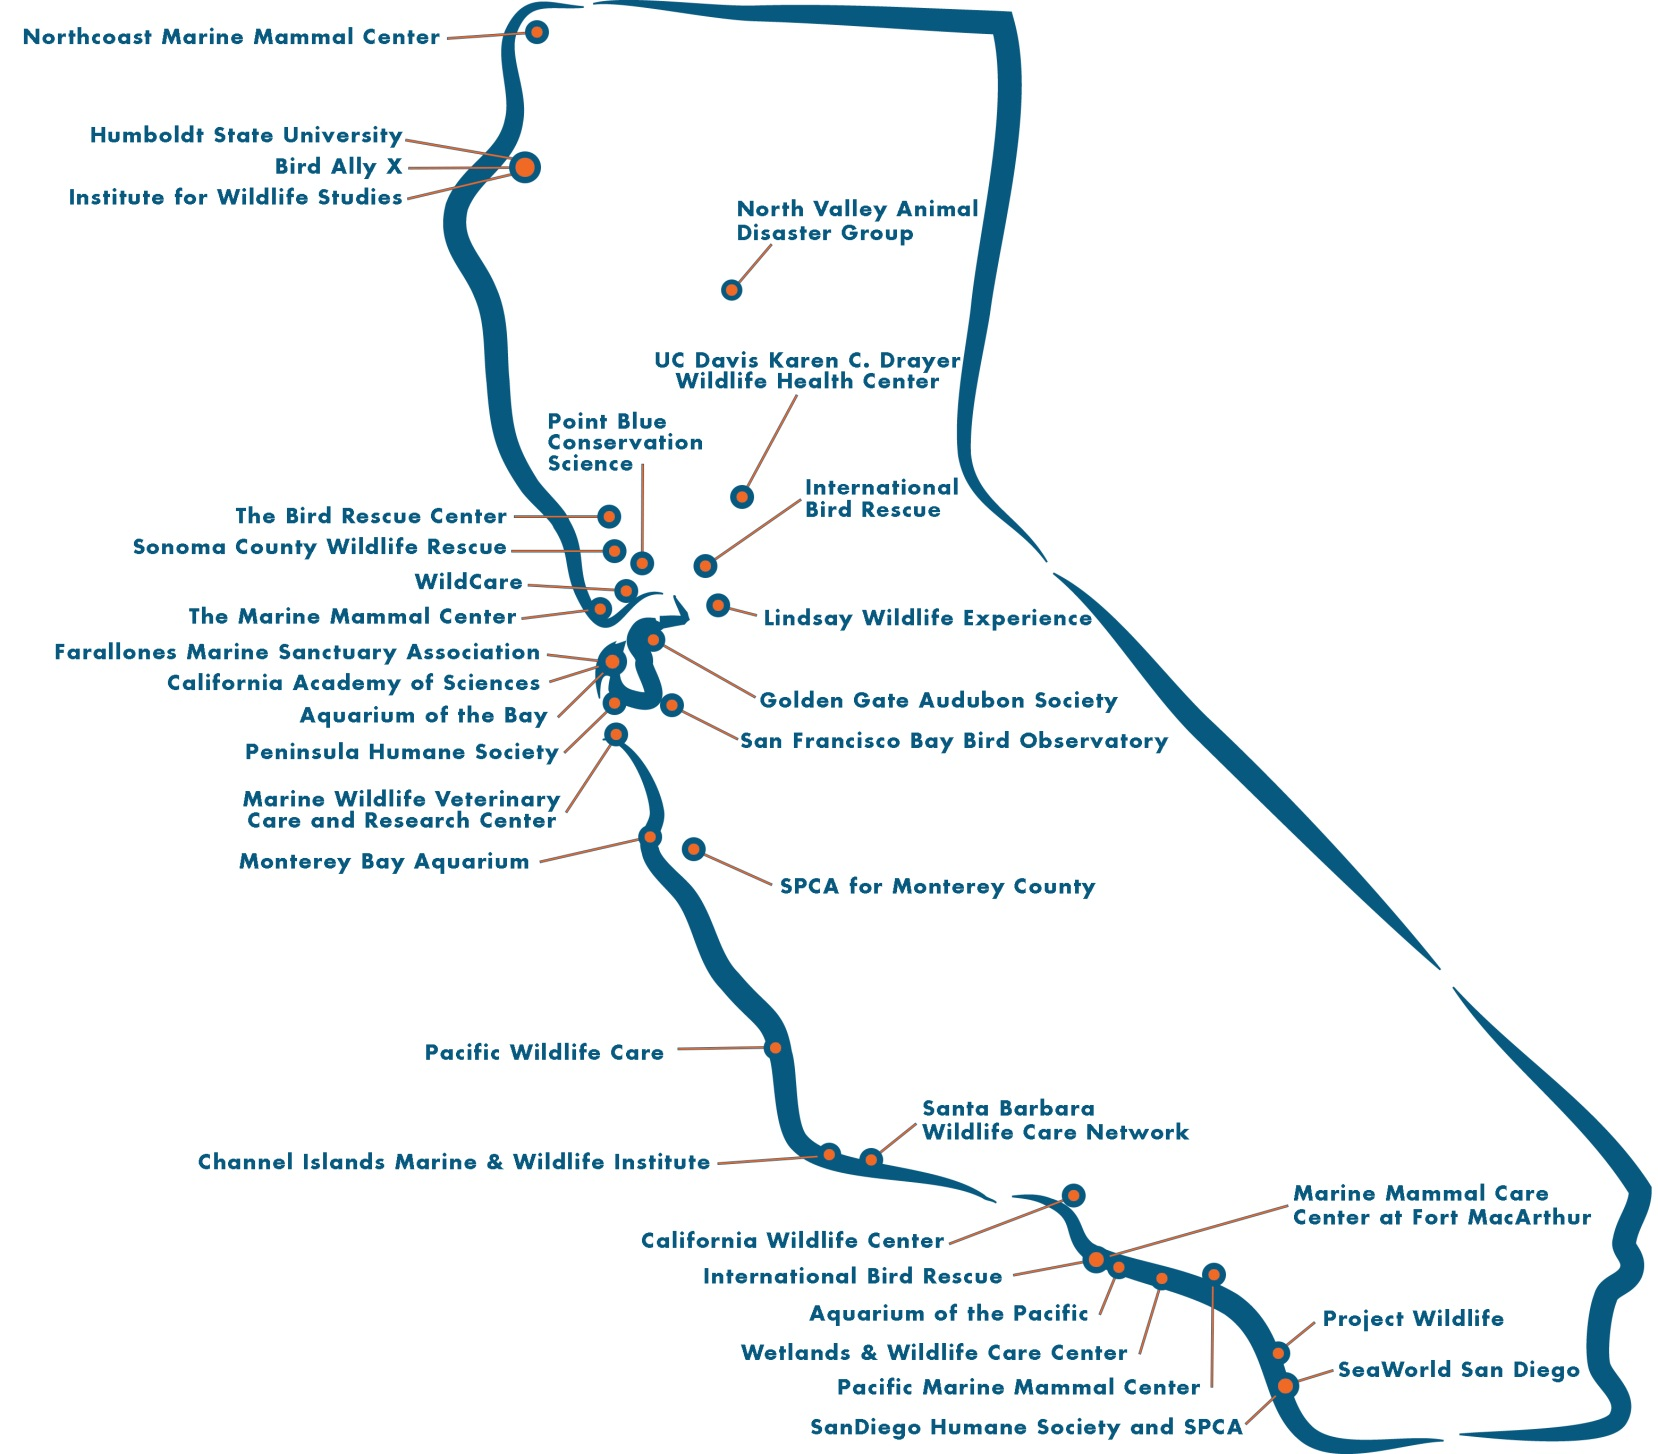 Northcoast Marine Mammal Center
Humboldt State University
Bird Ally X
Institute for Wildlife Studies
North Valley Animal
Disaster Group
UC Davis Karen C. Drayer
Wildlife Health Center
Point Blue
Conservation
Science
International
Bird Rescue
The Bird Rescue Center
Sonoma County Wildlife Rescue
WildCare
The Marine Mammal Center
Lindsay Wildlife Experience
Farallones Marine Sanctuary Association
California Academy of Sciences
Aquarium of the Bay
Golden Gate Audubon Society
San Francisco Bay Bird Observatory
Peninsula Humane Society
Marine Wildlife Veterinary
Care and Research Center
Monterey Bay Aquarium
SPCA for Monterey County
Pacific Wildlife Care
Santa Barbara
Wildlife Care Network
Channel Islands Marine & Wildlife Institute
Marine Mammal Care
Center at Fort MacArthur
California Wildlife Center
International Bird Rescue
Aquarium of the Pacific
Project Wildlife
Wetlands & Wildlife Care Center
SeaWorld San Diego
Pacific Marine Mammal Center
SanDiego Humane Society and SPCA